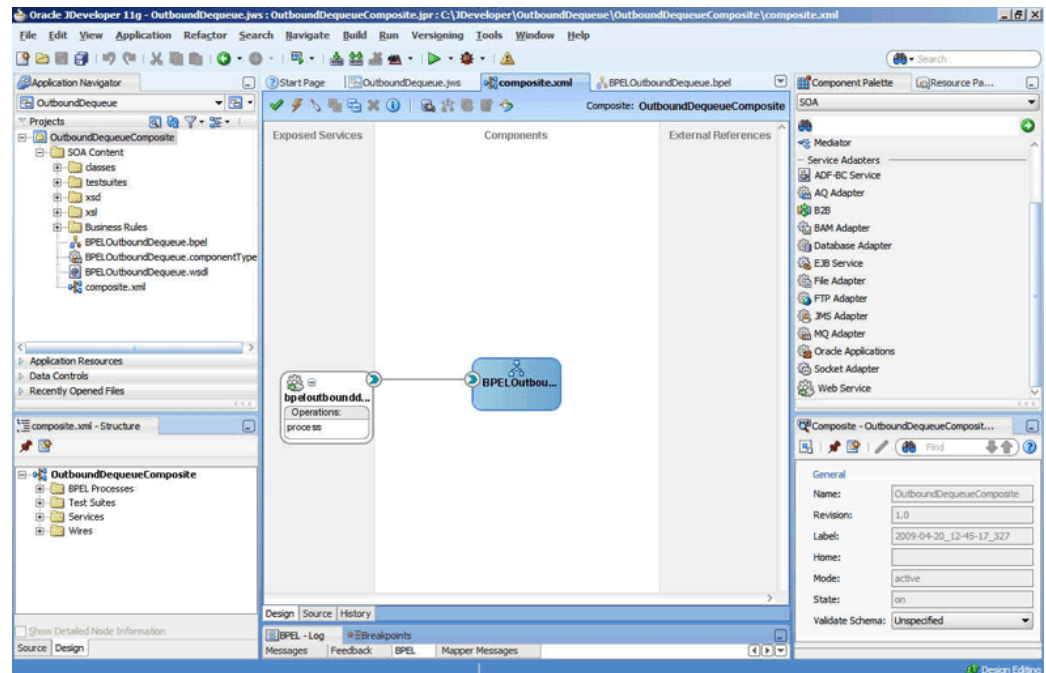 Oracle JDeveloper 11g - OutboundDequeue.jws : OutboundDequeueComposite.jpr : C:\JDeveloper\OutboundDequeue\OutboundDequeueComposite\composite.xml
File Edit View Application Refactor Search Navigate Build Run Versioning Tools Window Help
Search
Application Navigator
OutboundDequeue
Projects
OutboundDequeueComposite
SOA Content
classes
testsuites
xsd
xsl
Business Rules
BPELOutboundDequeue.bpel
BPELOutboundDequeue.componentType
BPELOutboundDequeue.wsdl
composite.xml
Application Resources
Data Controls
Recently Opened Files
composite.xml - Structure
OutboundDequeueComposite
BPEL Processes
Test Suites
Services
Wires
Show Detailed Node Information
Source Design
Start Page OutboundDequeue.jws composite.xml BPELOutboundDequeue.bpel
Composite: OutboundDequeueComposite
Exposed Services Components External References
bpeloutboundd...
Operations:
process
BPELOutbou...
Design Source History
BPEL - Log Breakpoints
Messages Feedback BPEL Mapper Messages
Component Palette Resource Pa...
SOA
Mediator
Service Adapters
ADF-BC Service
AQ Adapter
B2B
BAM Adapter
Database Adapter
EJB Service
File Adapter
FTP Adapter
JMS Adapter
MQ Adapter
Oracle Applications
Socket Adapter
Web Service
Composite - OutboundDequeueComposit...
Find
General
Name: OutboundDequeueComposite
Revision: 1.0
Label: 2009-04-20_12-45-17_327
Home:
Mode: active
State: on
Validate Schema: Unspecified
Design Editing